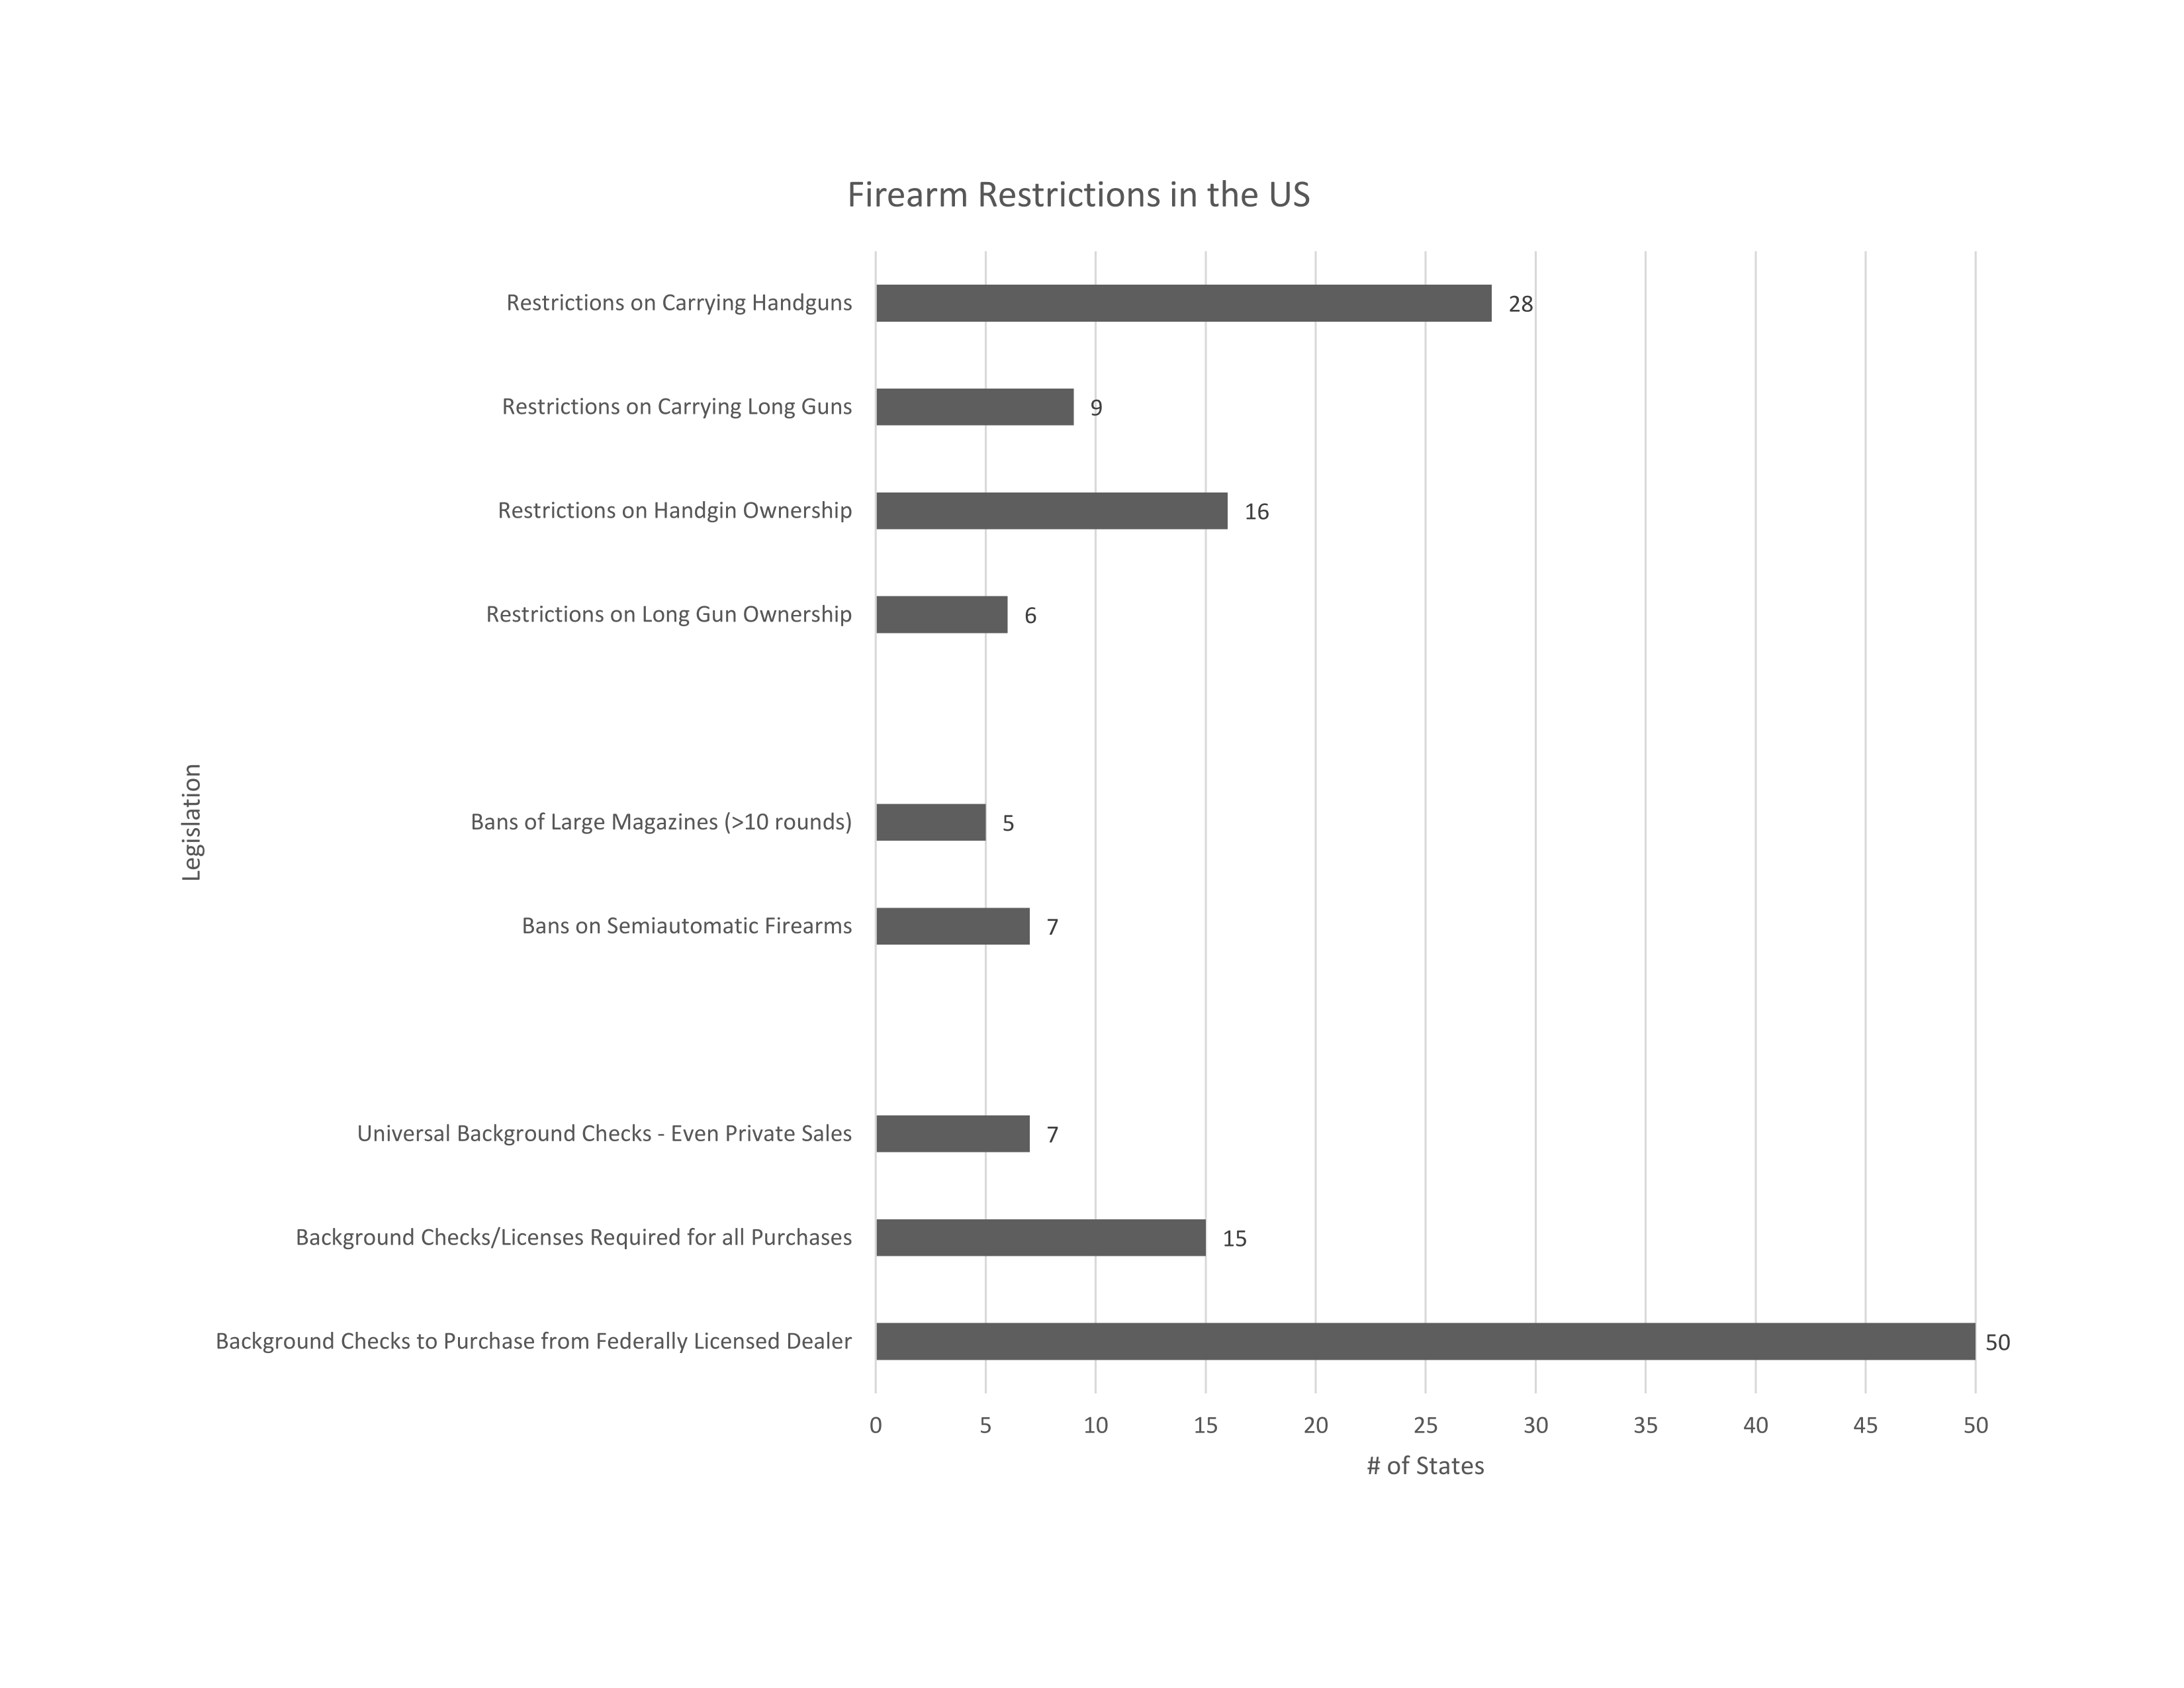 Firearm Restrictions in the US
Legislation
Restrictions on Carrying Handguns
28
Restrictions on Carrying Long Guns
9
Restrictions on Handgin Ownership
16
Restrictions on Long Gun Ownership
6
Bans of Large Magazines (>10 rounds)
5
Bans on Semiautomatic Firearms
7
Universal Background Checks - Even Private Sales
7
Background Checks/Licenses Required for all Purchases
15
Background Checks to Purchase from Federally Licensed Dealer
50
0 5 10 15 20 25 30 35 40 45 50
# of States